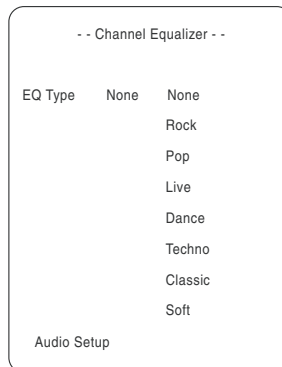 - - Channel Equalizer - -
EQ Type None None
Rock
Pop
Live
Dance
Techno
Classic
Soft
Audio Setup